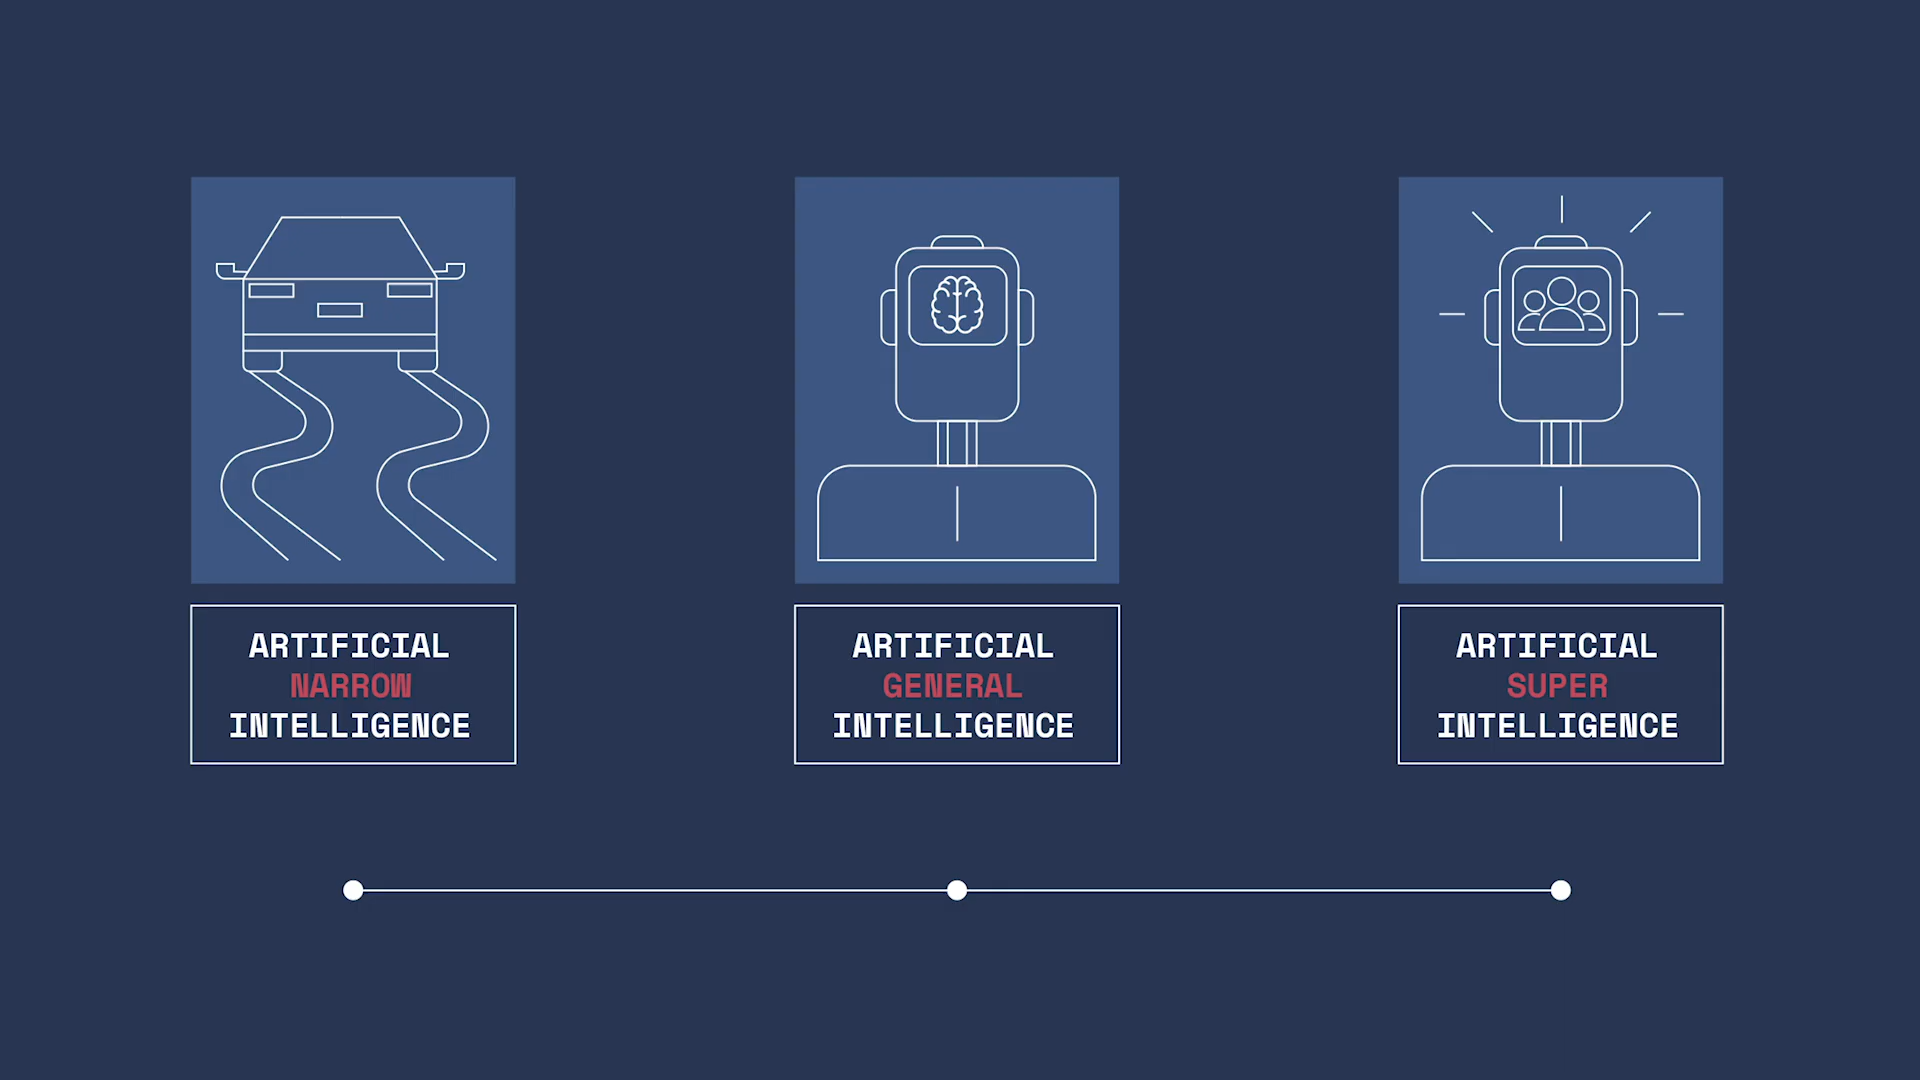 ARTIFICIAL
NARROW
INTELLIGENCE
ARTIFICIAL
GENERAL
INTELLIGENCE
ARTIFICIAL
SUPER
INTELLIGENCE